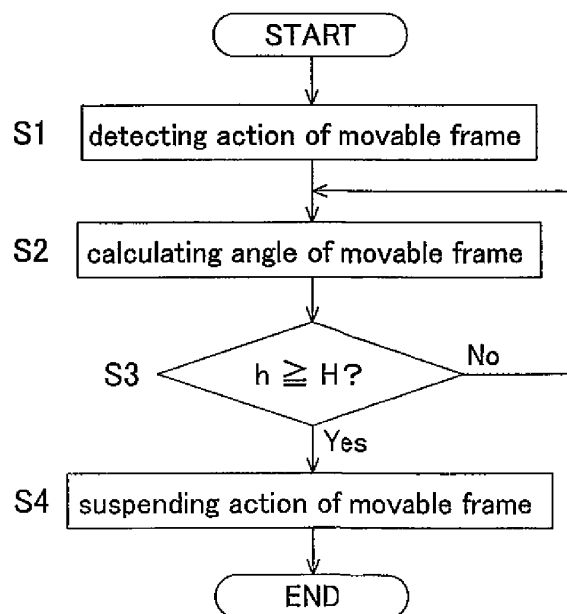 START
S1 detecting action of movable frame
S2 calculating angle of movable frame
S3 h ≧ H?
No
Yes
S4 suspending action of movable frame
END